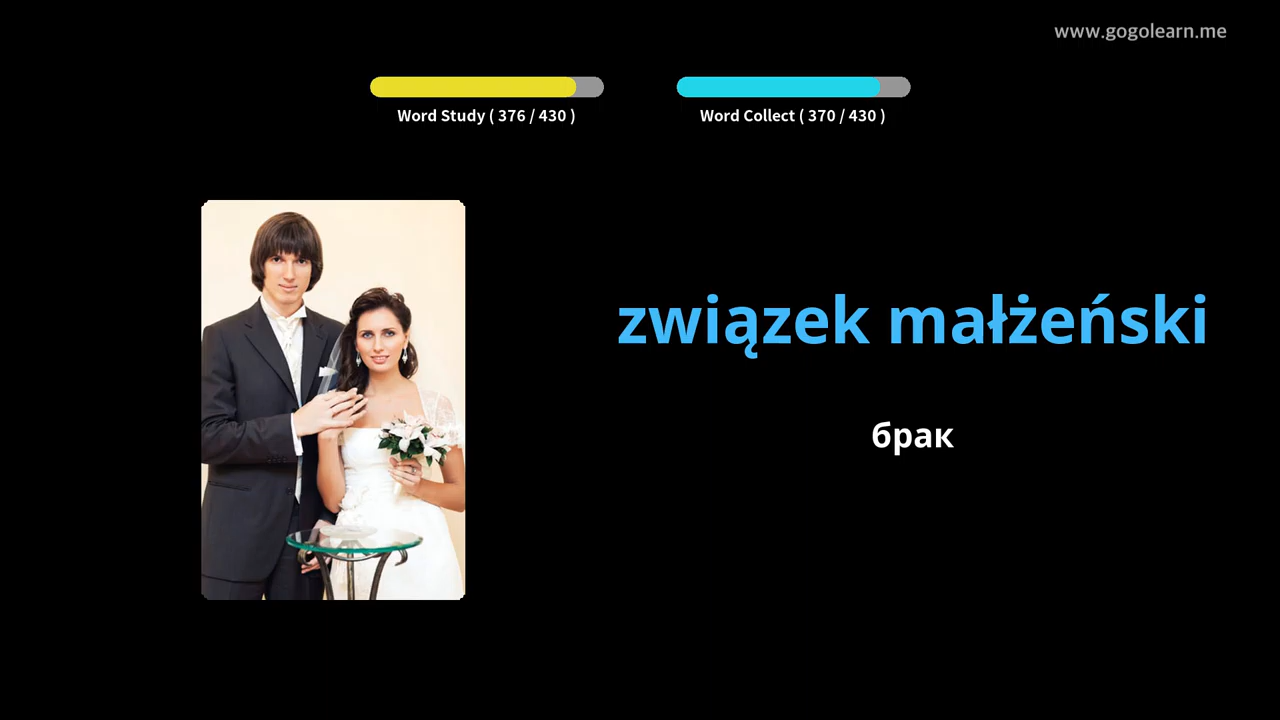 www.gogolearn.me
Word Study ( 376 / 430 )
Word Collect ( 370 / 430 )
związek małżeński
брак